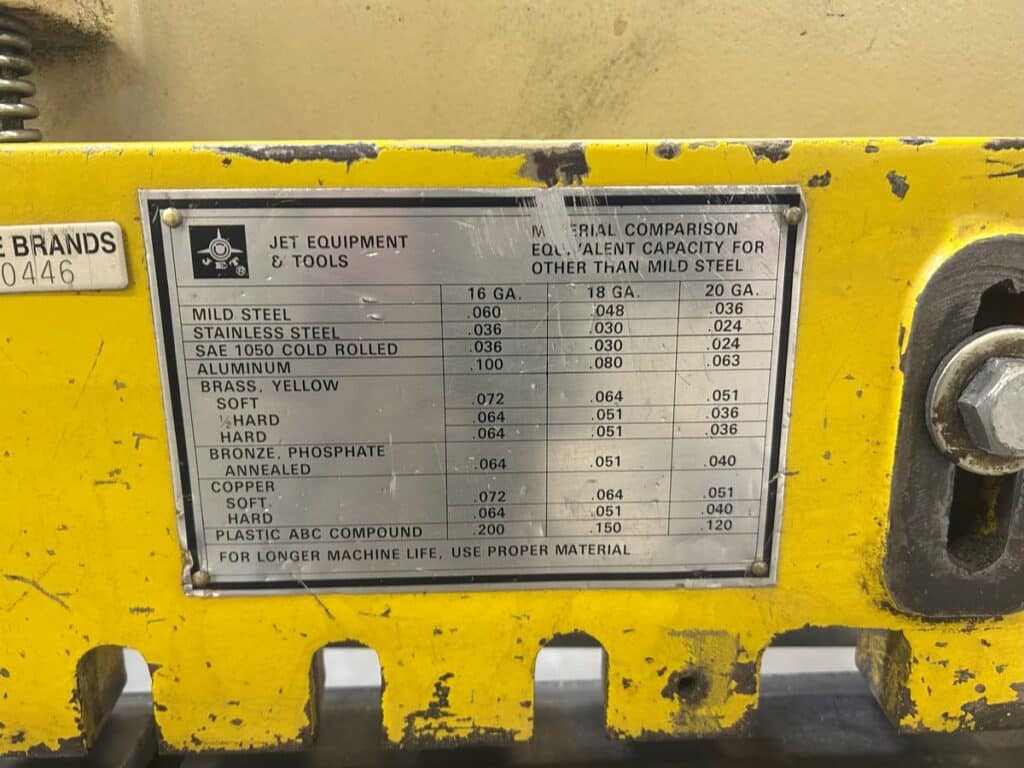 E BRANDS
0446
JET
®
JET EQUIPMENT
& TOOLS
MATERIAL COMPARISON
EQUIVALENT CAPACITY FOR
OTHER THAN MILD STEEL
16 GA. 18 GA. 20 GA.
MILD STEEL .060 .048 .036
STAINLESS STEEL .036 .030 .024
SAE 1050 COLD ROLLED .036 .030 .024
ALUMINUM .100 .080 .063
BRASS, YELLOW
SOFT .072 .064 .051
½HARD .064 .051 .036
HARD .064 .051 .036
BRONZE, PHOSPHATE
ANNEALED .064 .051 .040
COPPER
SOFT .072 .064 .051
HARD .064 .051 .040
PLASTIC ABC COMPOUND .200 .150 .120
FOR LONGER MACHINE LIFE, USE PROPER MATERIAL